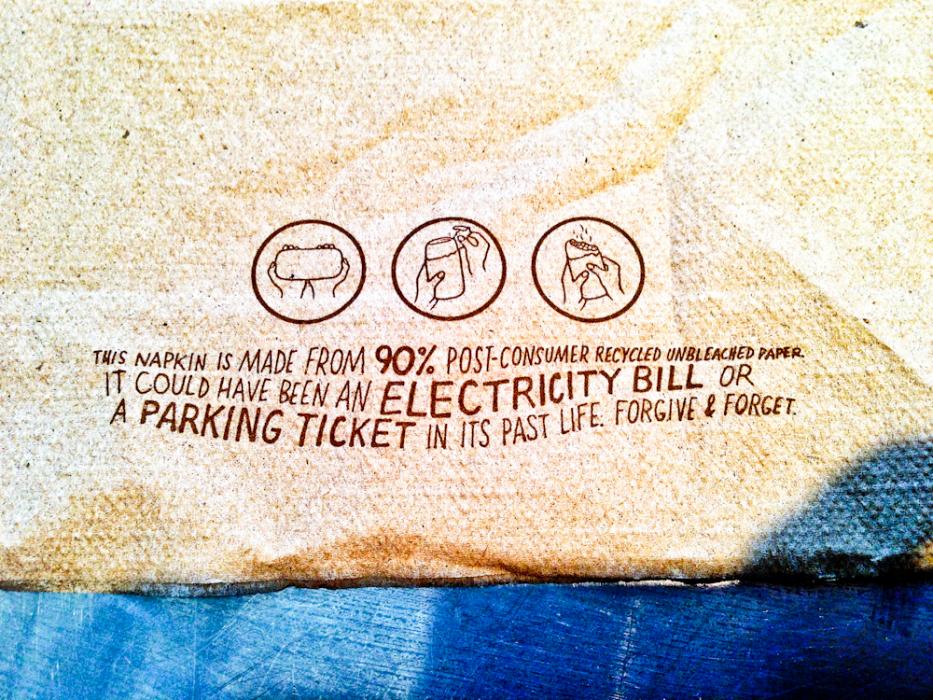 THIS NAPKIN IS MADE FROM 90% POST-CONSUMER RECYCLED UNBLEACHED PAPER.
IT COULD HAVE BEEN AN ELECTRICITY BILL OR
A PARKING TICKET IN ITS PAST LIFE. FORGIVE & FORGET.